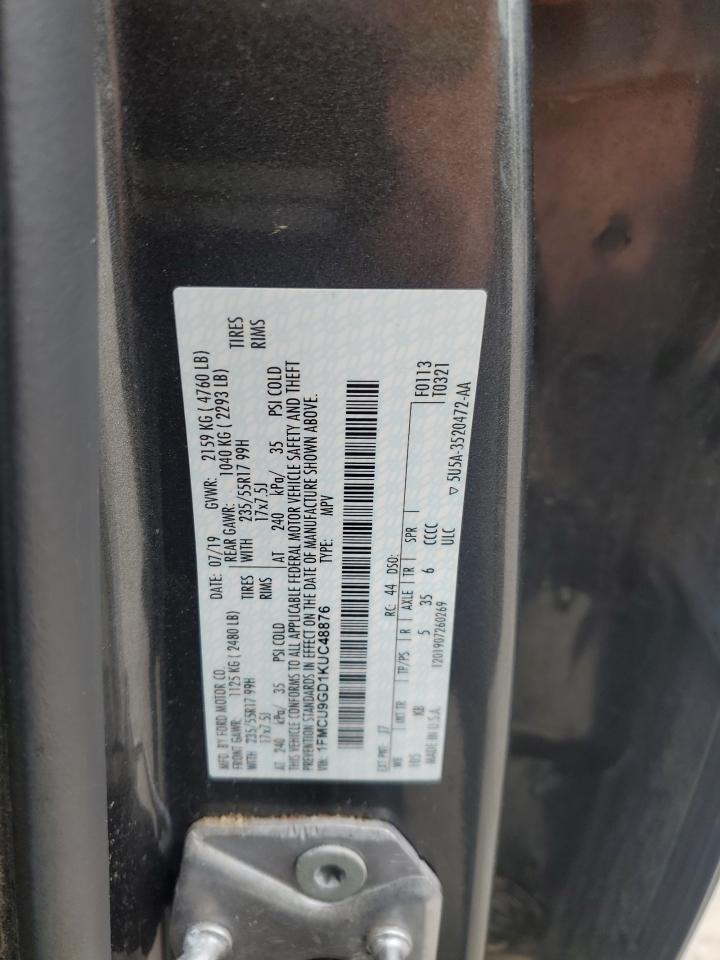 MFD. BY FORD MOTOR CO.
DATE: 07/19 GVWR: 2159 KG ( 4760 LB)
FRONT GAWR: 1125 KG ( 2480 LB) REAR GAWR: 1040 KG ( 2293 LB)
WITH 235/55R17 99H TIRES WITH 235/55R17 99H TIRES
17x7.5J RIMS 17x7.5J RIMS
AT 240 kPa/ 35 PSI COLD AT 240 kPa/ 35 PSI COLD
THIS VEHICLE CONFORMS TO ALL APPLICABLE FEDERAL MOTOR VEHICLE SAFETY AND THEFT
PREVENTION STANDARDS IN EFFECT ON THE DATE OF MANUFACTURE SHOWN ABOVE.
VIN: 1FMCU9GD1KUC48876 TYPE: MPV
F0113
T0321
EXT PNT: J7 RC: 44 DSO:
WB INT TR TP/PS R AXLE TR SPR
105 KB 5 35 6 CCCC
MADE IN U.S.A. 1201907260269 ULC
▽ 5U5A-3520472-AA